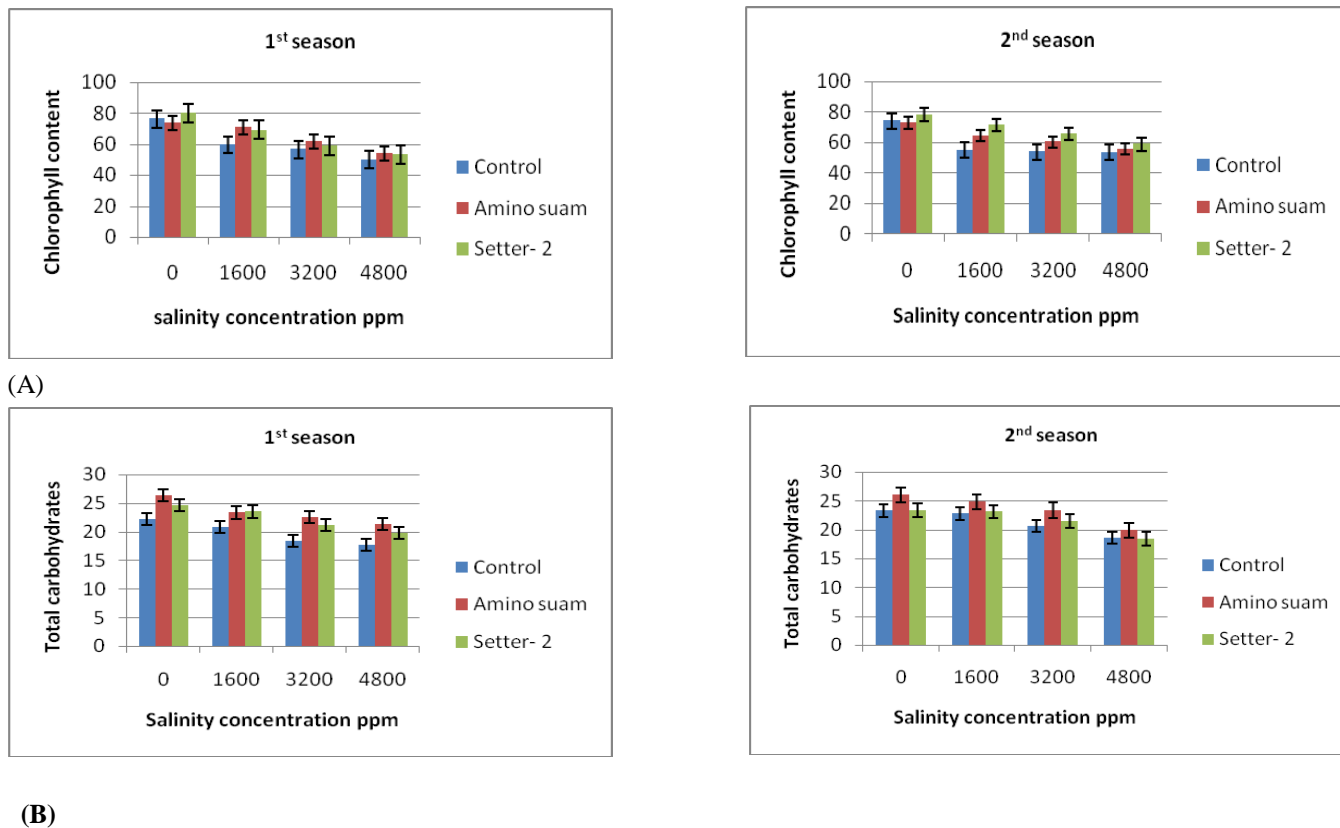 1st season
Chlorophyll content
100
80
60
40
20
0
0 1600 3200 4800
salinity concentration ppm
Control
Amino suam
Setter- 2
2nd season
Chlorophyll content
100
80
60
40
20
0
0 1600 3200 4800
Salinity concentration ppm
Control
Amino suam
Setter- 2
(A)
1st season
Total carbohydrates
30
25
20
15
10
5
0
0 1600 3200 4800
Salinity concentration ppm
Control
Amino suam
Setter- 2
2nd season
Total carbohydrates
30
25
20
15
10
5
0
0 1600 3200 4800
Salinity concentration ppm
Control
Amino suam
Setter- 2
(B)